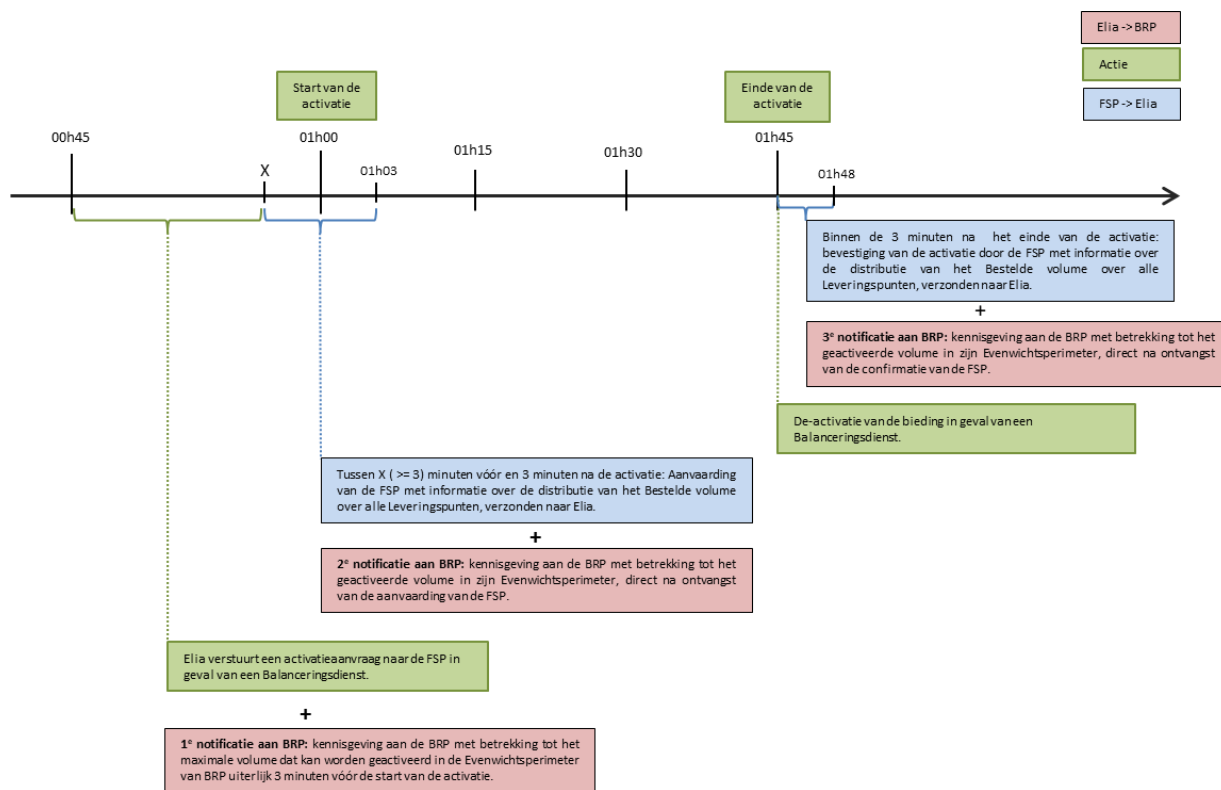 Elia -> BRP
Actie
FSP -> Elia
Start van de
activatie
Einde van de
activatie
00h45
X
01h00
01h03
01h15
01h30
01h45
01h48
Binnen de 3 minuten na het einde van de activatie:
bevestiging van de activatie door de FSP met informatie over
de distributie van het Bestelde volume over alle
Leveringspunten, verzonden naar Elia.
+
3e notificatie aan BRP: kennisgeving aan de BRP met betrekking tot het
geactiveerde volume in zijn Evenwichtsperimeter, direct na ontvangst
van de confirmatie van de FSP.
De-activatie van de bieding in geval van een
Balanceringsdienst.
Tussen X ( >= 3) minuten vóór en 3 minuten na de activatie: Aanvaarding
van de FSP met informatie over de distributie van het Bestelde volume
over alle Leveringspunten, verzonden naar Elia.
+
2e notificatie aan BRP: kennisgeving aan de BRP met betrekking tot het
geactiveerde volume in zijn Evenwichtsperimeter, direct na ontvangst
van de aanvaarding van de FSP.
Elia verstuurt een activatieaanvraag naar de FSP in
geval van een Balanceringsdienst.
+
1e notificatie aan BRP: kennisgeving aan de BRP met betrekking tot het
maximale volume dat kan worden geactiveerd in de Evenwichtsperimeter
van BRP uiterlijk 3 minuten vóór de start van de activatie.